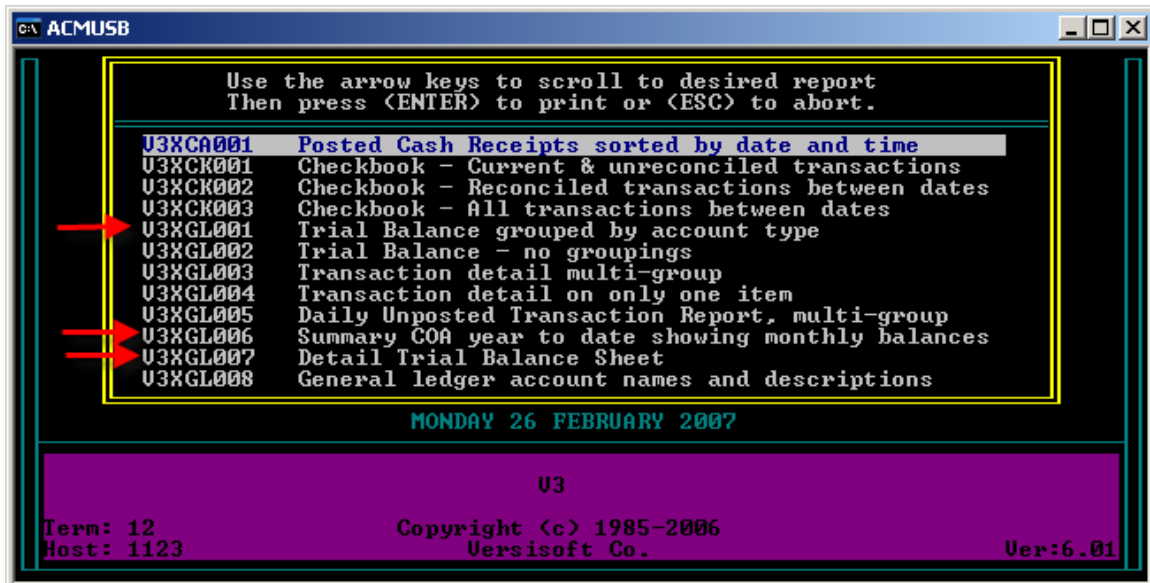 ACMUSB
Use the arrow keys to scroll to desired report
Then press <ENTER> to print or <ESC> to abort.
V3XCA001 Posted Cash Receipts sorted by date and time
V3XCK001 Checkbook - Current & unreconciled transactions
V3XCK002 Checkbook - Reconciled transactions between dates
V3XCK003 Checkbook - All transactions between dates
V3XGL001 Trial Balance grouped by account type
V3XGL002 Trial Balance - no groupings
V3XGL003 Transaction detail multi-group
V3XGL004 Transaction detail on only one item
V3XGL005 Daily Unposted Transaction Report, multi-group
V3XGL006 Summary COA year to date showing monthly balances
V3XGL007 Detail Trial Balance Sheet
V3XGL008 General ledger account names and descriptions
MONDAY 26 FEBRUARY 2007
V3
Term: 12 Copyright <c> 1985-2006
Host: 1123 Versisoft Co. Ver:6.01